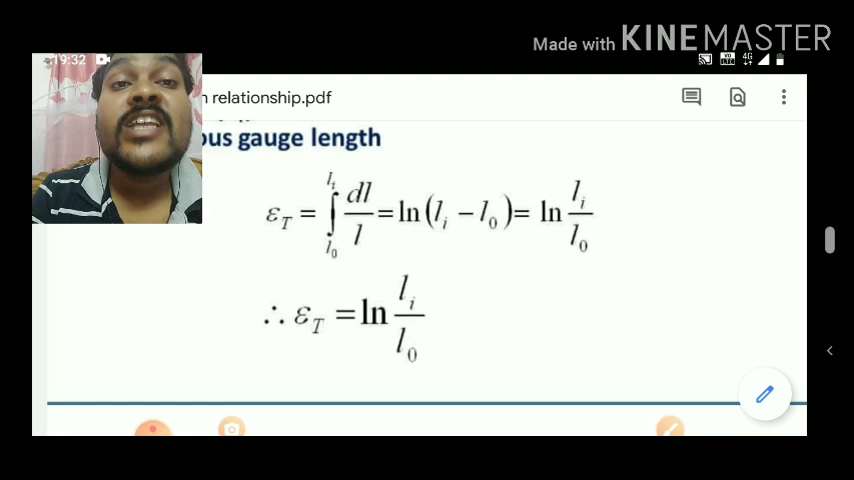 Made with KINEMASTER
19:32
4G
n relationship.pdf
ous gauge length
ε_T = ∫_{l_0}^{l_i} dl/l = ln(l_i − l_0) = ln l_i/l_0
∴ ε_T = ln l_i/l_0